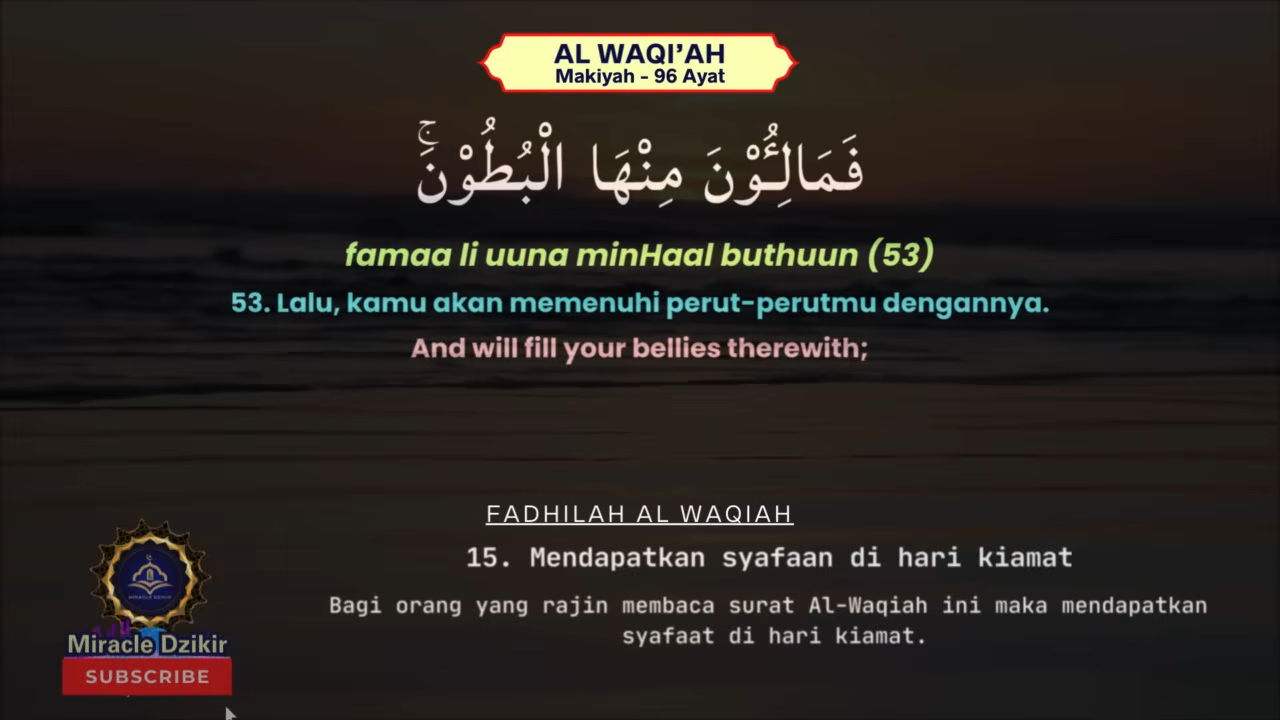 AL WAQI’AH
Makiyah - 96 Ayat
فَمَالِـُٔوْنَ مِنْهَا الْبُطُوْنَۚ
famaa li uuna minHaal buthuun (53)
53. Lalu, kamu akan memenuhi perut-perutmu dengannya.
And will fill your bellies therewith;
FADHILAH AL WAQIAH
15. Mendapatkan syafaan di hari kiamat
Bagi orang yang rajin membaca surat Al-Waqiah ini maka mendapatkan
syafaat di hari kiamat.
MIRACLE DZIKIR
Miracle Dzikir
SUBSCRIBE